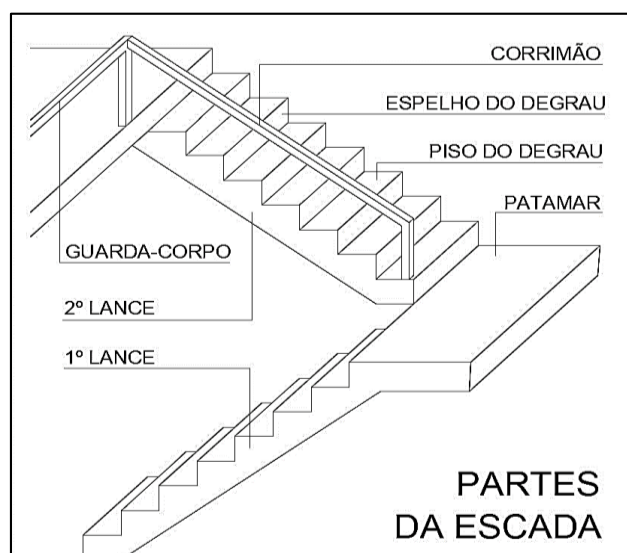 CORRIMÃO
ESPELHO DO DEGRAU
PISO DO DEGRAU
PATAMAR
GUARDA-CORPO
2º LANCE
1º LANCE
PARTES
DA ESCADA